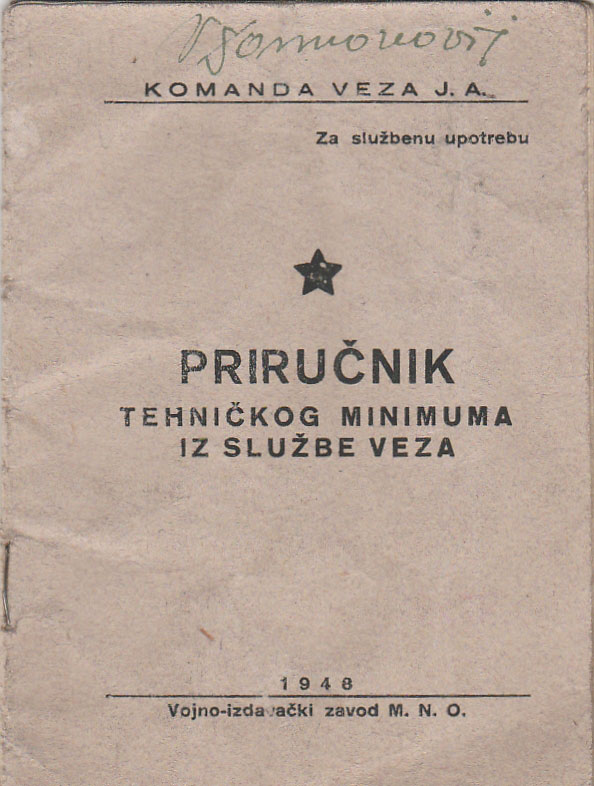 KOMANDA VEZA J. A.
Za službenu upotrebu
PRIRUČNIK
TEHNIČKOG MINIMUMA
IZ SLUŽBE VEZA
1948
Vojno-izdavački zavod M. N. O.